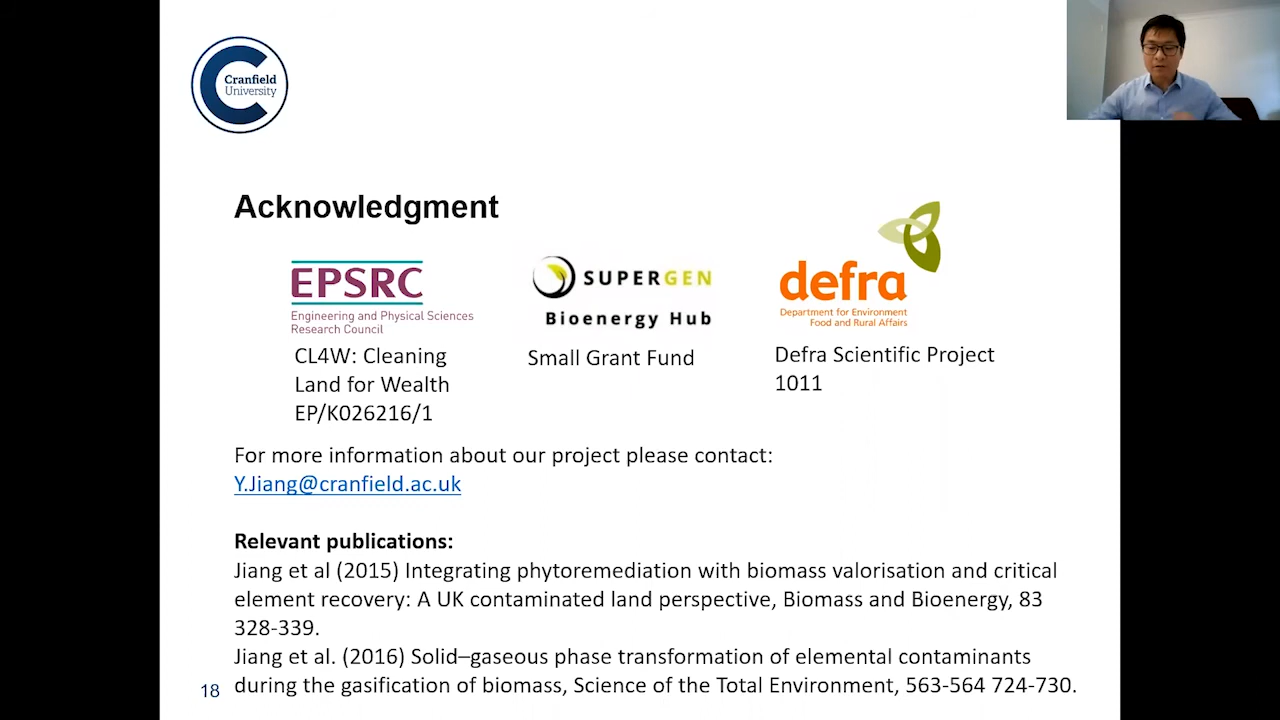 Cranfield
University
Acknowledgment
EPSRC
Engineering and Physical Sciences
Research Council
CL4W: Cleaning
Land for Wealth
EP/K026216/1
SUPERGEN
Bioenergy Hub
Small Grant Fund
defra
Department for Environment
Food and Rural Affairs
Defra Scientific Project
1011
For more information about our project please contact:
Y.Jiang@cranfield.ac.uk
Relevant publications:
Jiang et al (2015) Integrating phytoremediation with biomass valorisation and critical
element recovery: A UK contaminated land perspective, Biomass and Bioenergy, 83
328-339.
Jiang et al. (2016) Solid–gaseous phase transformation of elemental contaminants
during the gasification of biomass, Science of the Total Environment, 563-564 724-730.
18